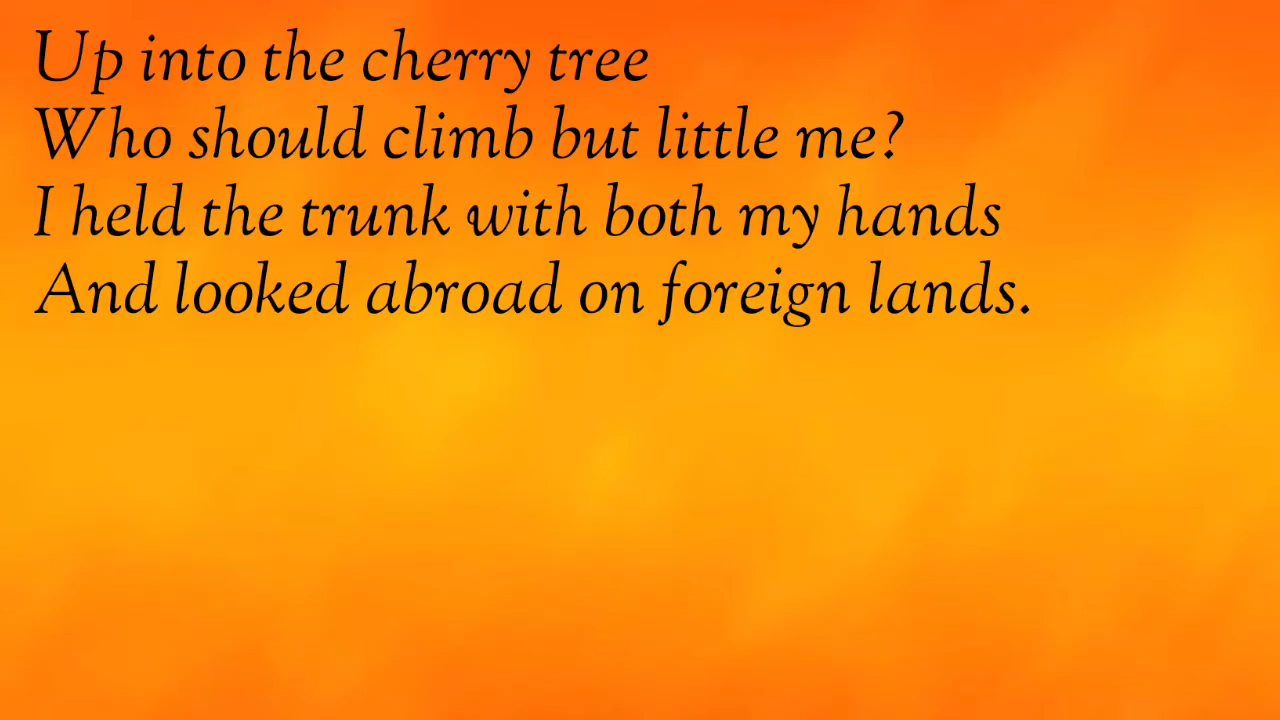 Up into the cherry tree
Who should climb but little me?
I held the trunk with both my hands
And looked abroad on foreign lands.